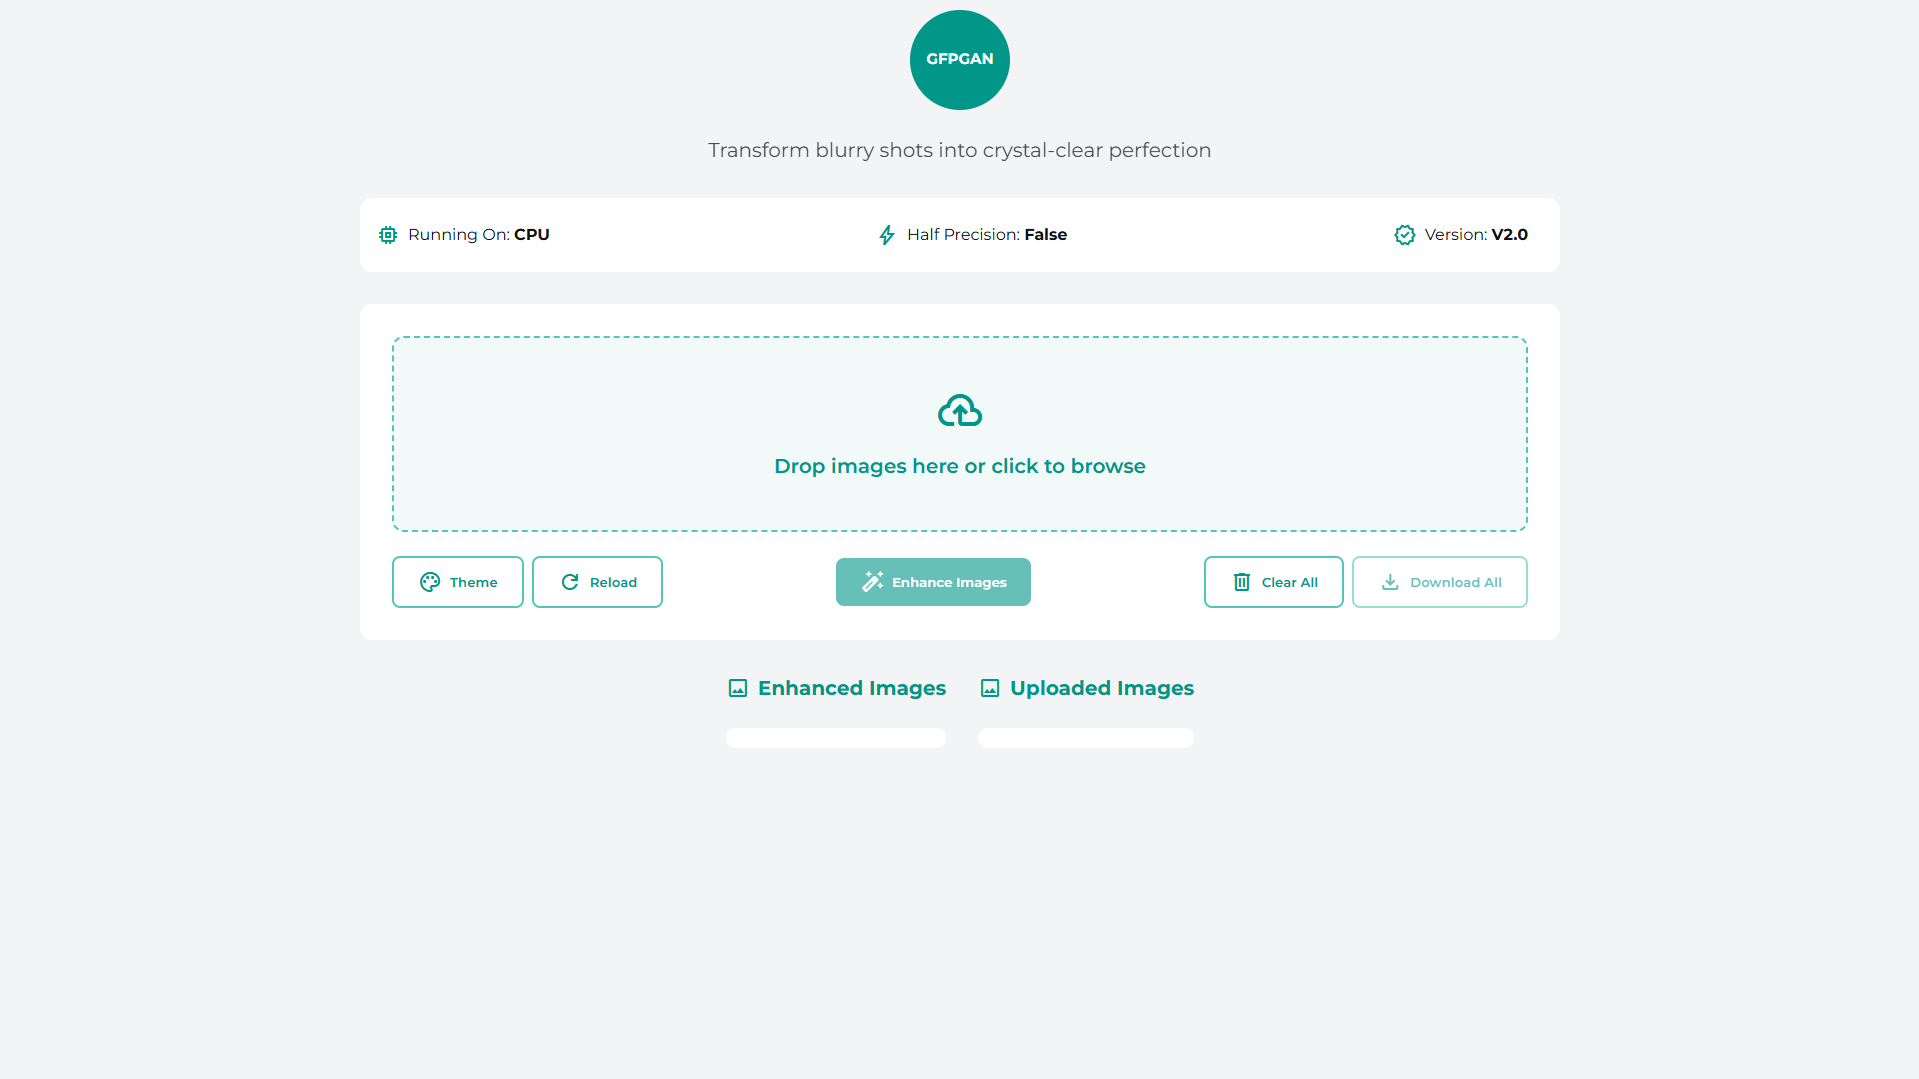 GFPGAN
Transform blurry shots into crystal-clear perfection
Running On: CPU
Half Precision: False
Version: V2.0
Drop images here or click to browse
Theme
Reload
Enhance Images
Clear All
Download All
Enhanced Images
Uploaded Images